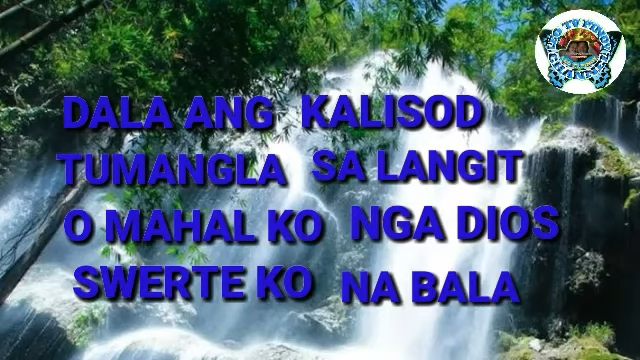 DALA ANG KALISOD
TUMANGLA SA LANGIT
O MAHAL KO NGA DIOS
SWERTE KO NA BALA